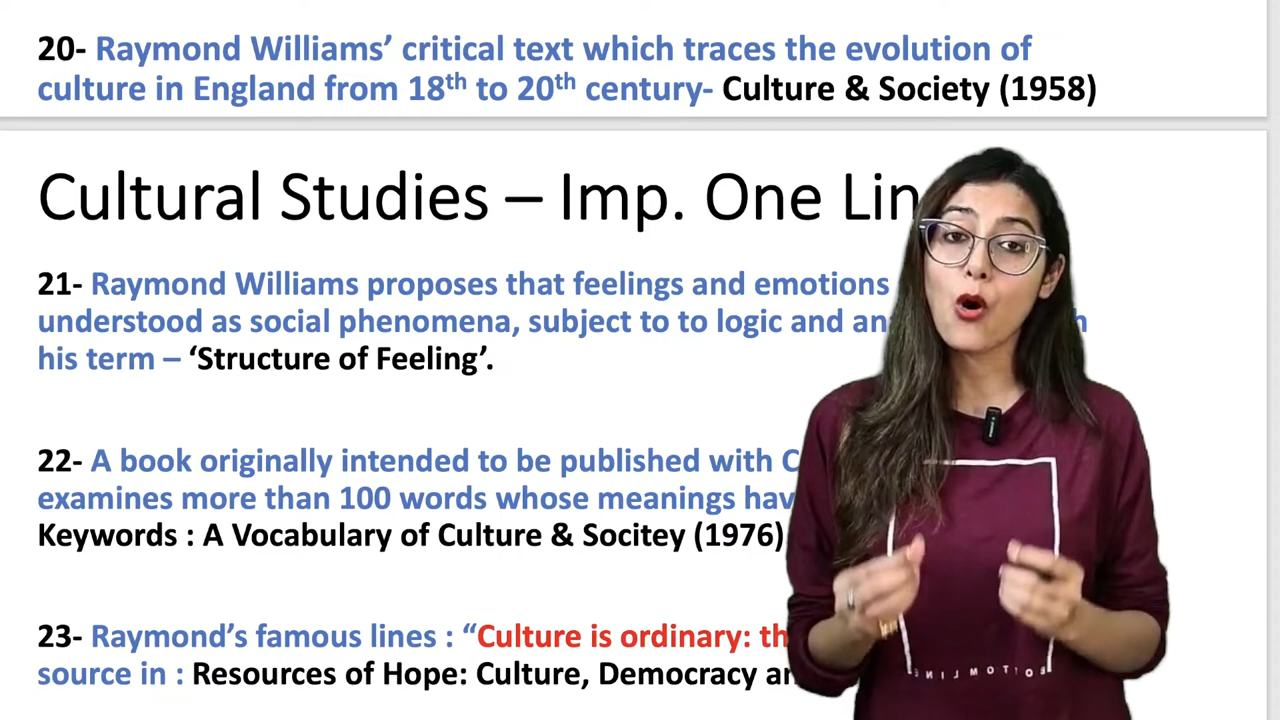 20- Raymond Williams’ critical text which traces the evolution of
culture in England from 18th to 20th century- Culture & Society (1958)
Cultural Studies – Imp. One Lin
21- Raymond Williams proposes that feelings and emotions
understood as social phenomena, subject to to logic and an h
his term – ‘Structure of Feeling’.
22- A book originally intended to be published with C
examines more than 100 words whose meanings hav
Keywords : A Vocabulary of Culture & Socitey (1976)
23- Raymond’s famous lines : “Culture is ordinary: th
source in : Resources of Hope: Culture, Democracy an
BOTTOMLINE